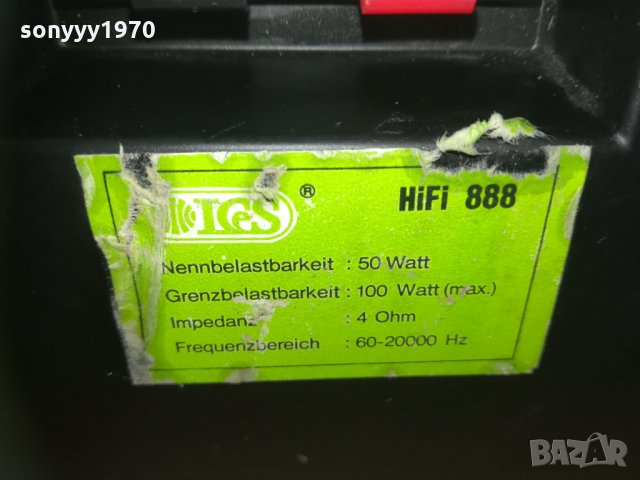 sonyyy1970
®
HiFi 888
Nennbelastbarkeit : 50 Watt
Grenzbelastbarkeit : 100 Watt (max.)
Impedanz : 4 Ohm
Frequenzbereich : 60-20000 Hz
BAZAR